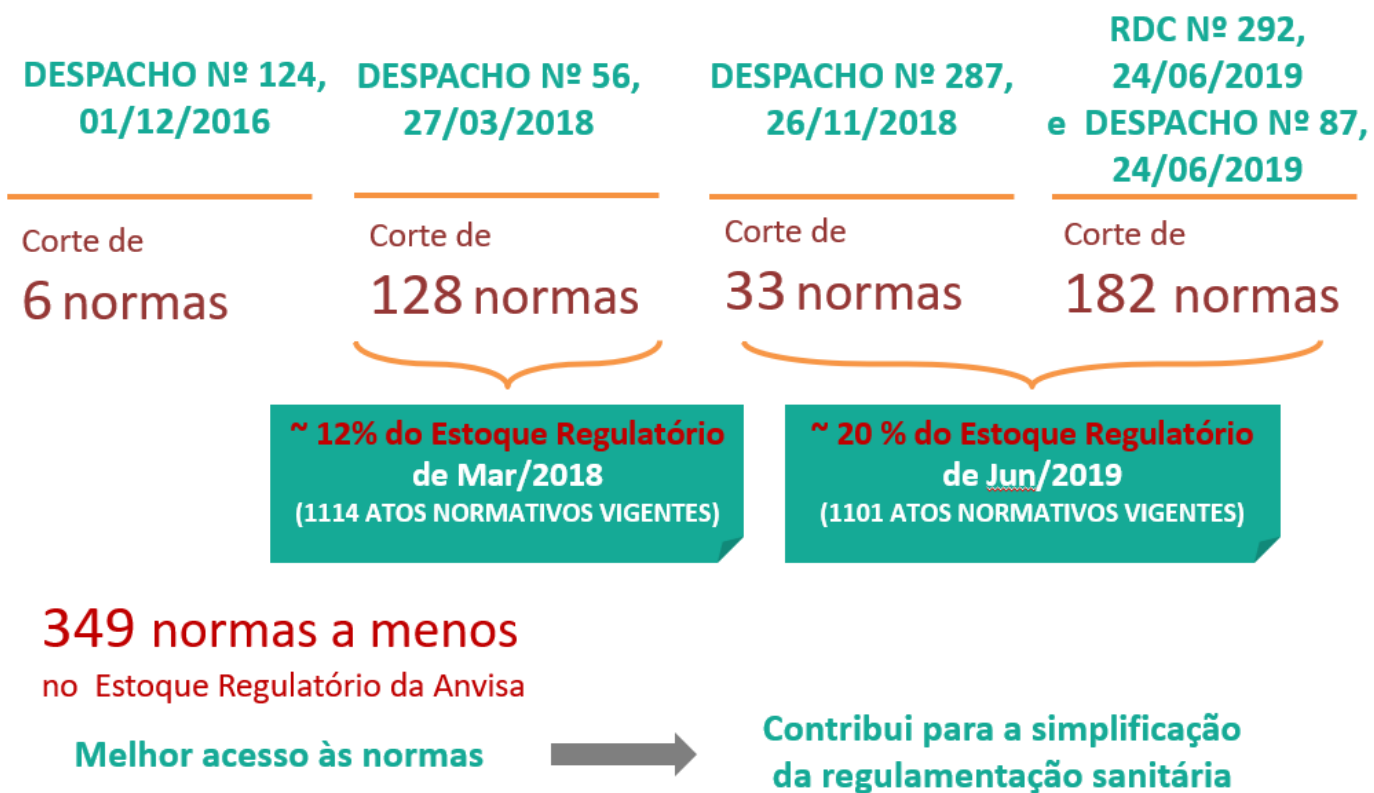 DESPACHO Nº 124,
01/12/2016
Corte de
6 normas
DESPACHO Nº 56,
27/03/2018
Corte de
128 normas
DESPACHO Nº 287,
26/11/2018
Corte de
33 normas
RDC Nº 292,
24/06/2019
e DESPACHO Nº 87,
24/06/2019
Corte de
182 normas
~ 12% do Estoque Regulatório
de Mar/2018
(1114 ATOS NORMATIVOS VIGENTES)
~ 20 % do Estoque Regulatório
de Jun/2019
(1101 ATOS NORMATIVOS VIGENTES)
349 normas a menos
no Estoque Regulatório da Anvisa
Melhor acesso às normas
Contribui para a simplificação
da regulamentação sanitária